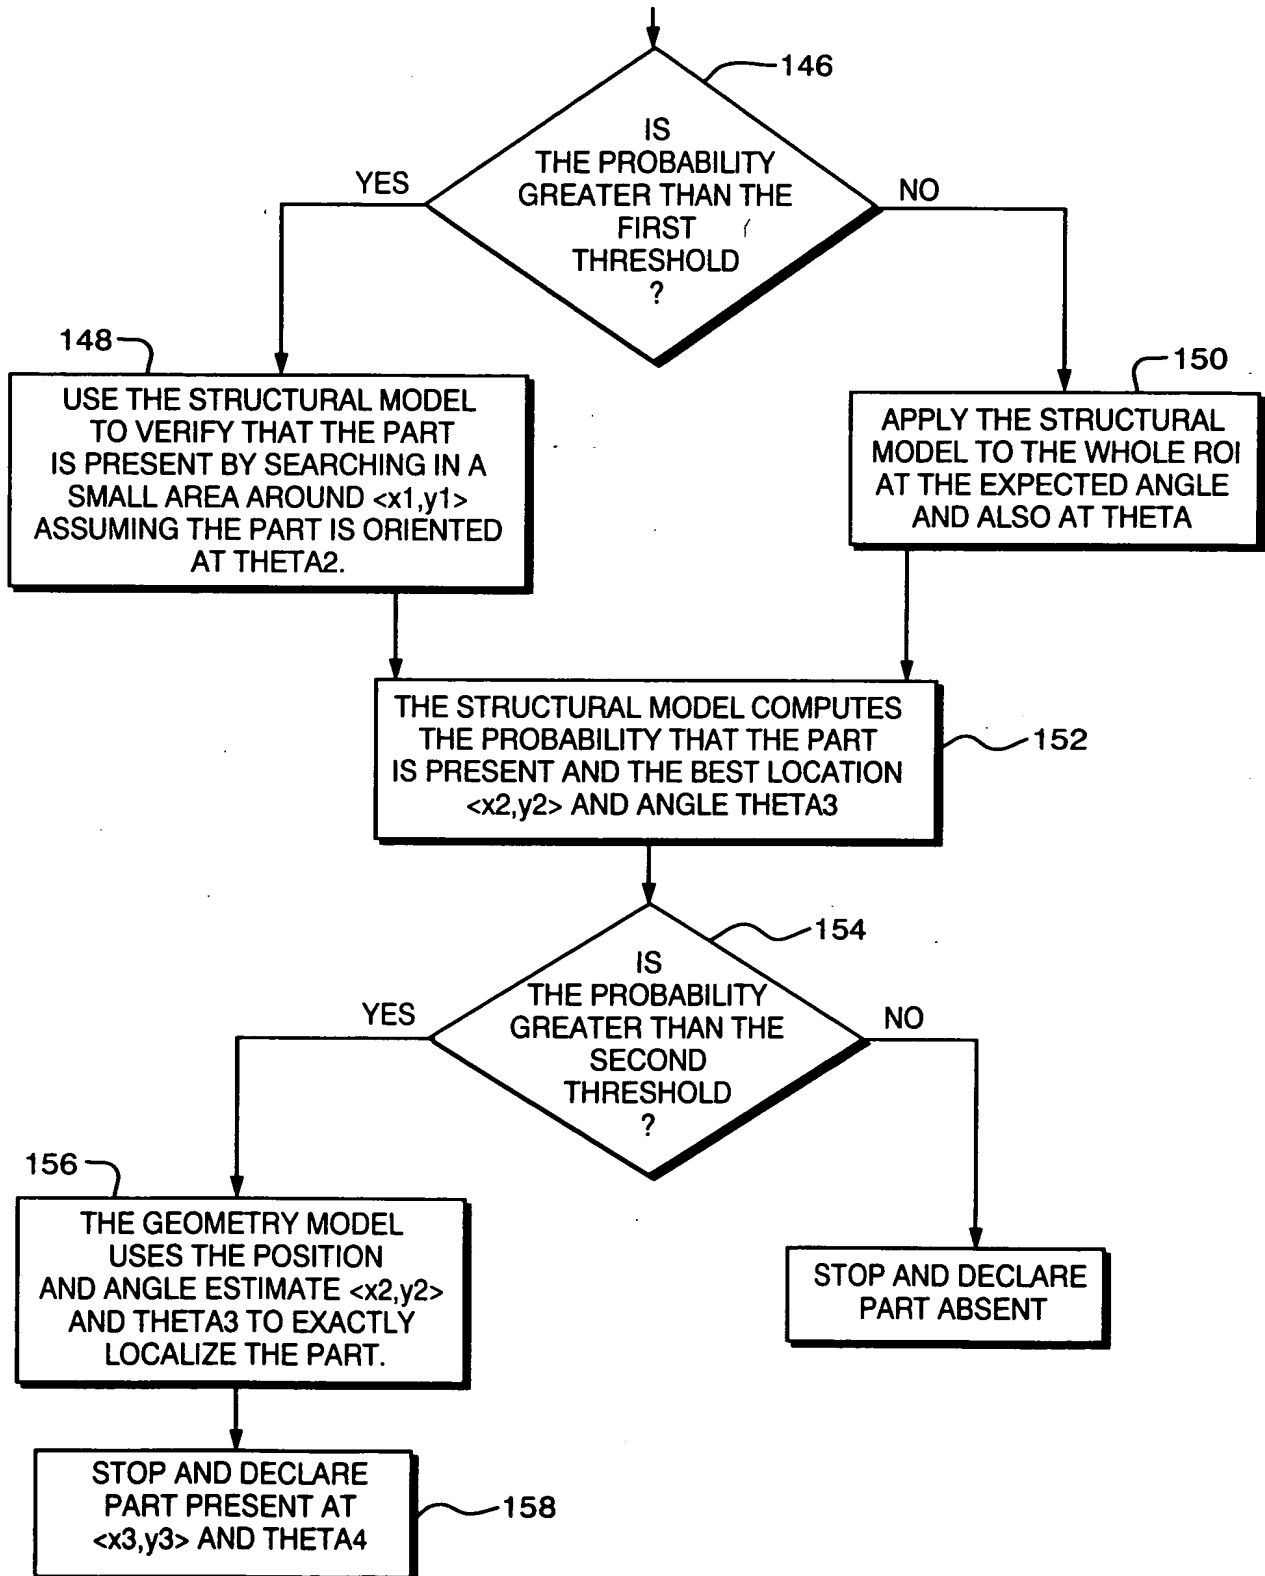 146
IS
THE PROBABILITY
GREATER THAN THE
FIRST
THRESHOLD
?
YES
NO
148
USE THE STRUCTURAL MODEL
TO VERIFY THAT THE PART
IS PRESENT BY SEARCHING IN A
SMALL AREA AROUND <x1,y1>
ASSUMING THE PART IS ORIENTED
AT THETA2.
150
APPLY THE STRUCTURAL
MODEL TO THE WHOLE ROI
AT THE EXPECTED ANGLE
AND ALSO AT THETA
THE STRUCTURAL MODEL COMPUTES
THE PROBABILITY THAT THE PART
IS PRESENT AND THE BEST LOCATION
<x2,y2> AND ANGLE THETA3
152
154
IS
THE PROBABILITY
GREATER THAN THE
SECOND
THRESHOLD
?
YES
NO
156
THE GEOMETRY MODEL
USES THE POSITION
AND ANGLE ESTIMATE <x2,y2>
AND THETA3 TO EXACTLY
LOCALIZE THE PART.
STOP AND DECLARE
PART ABSENT
STOP AND DECLARE
PART PRESENT AT
<x3,y3> AND THETA4
158